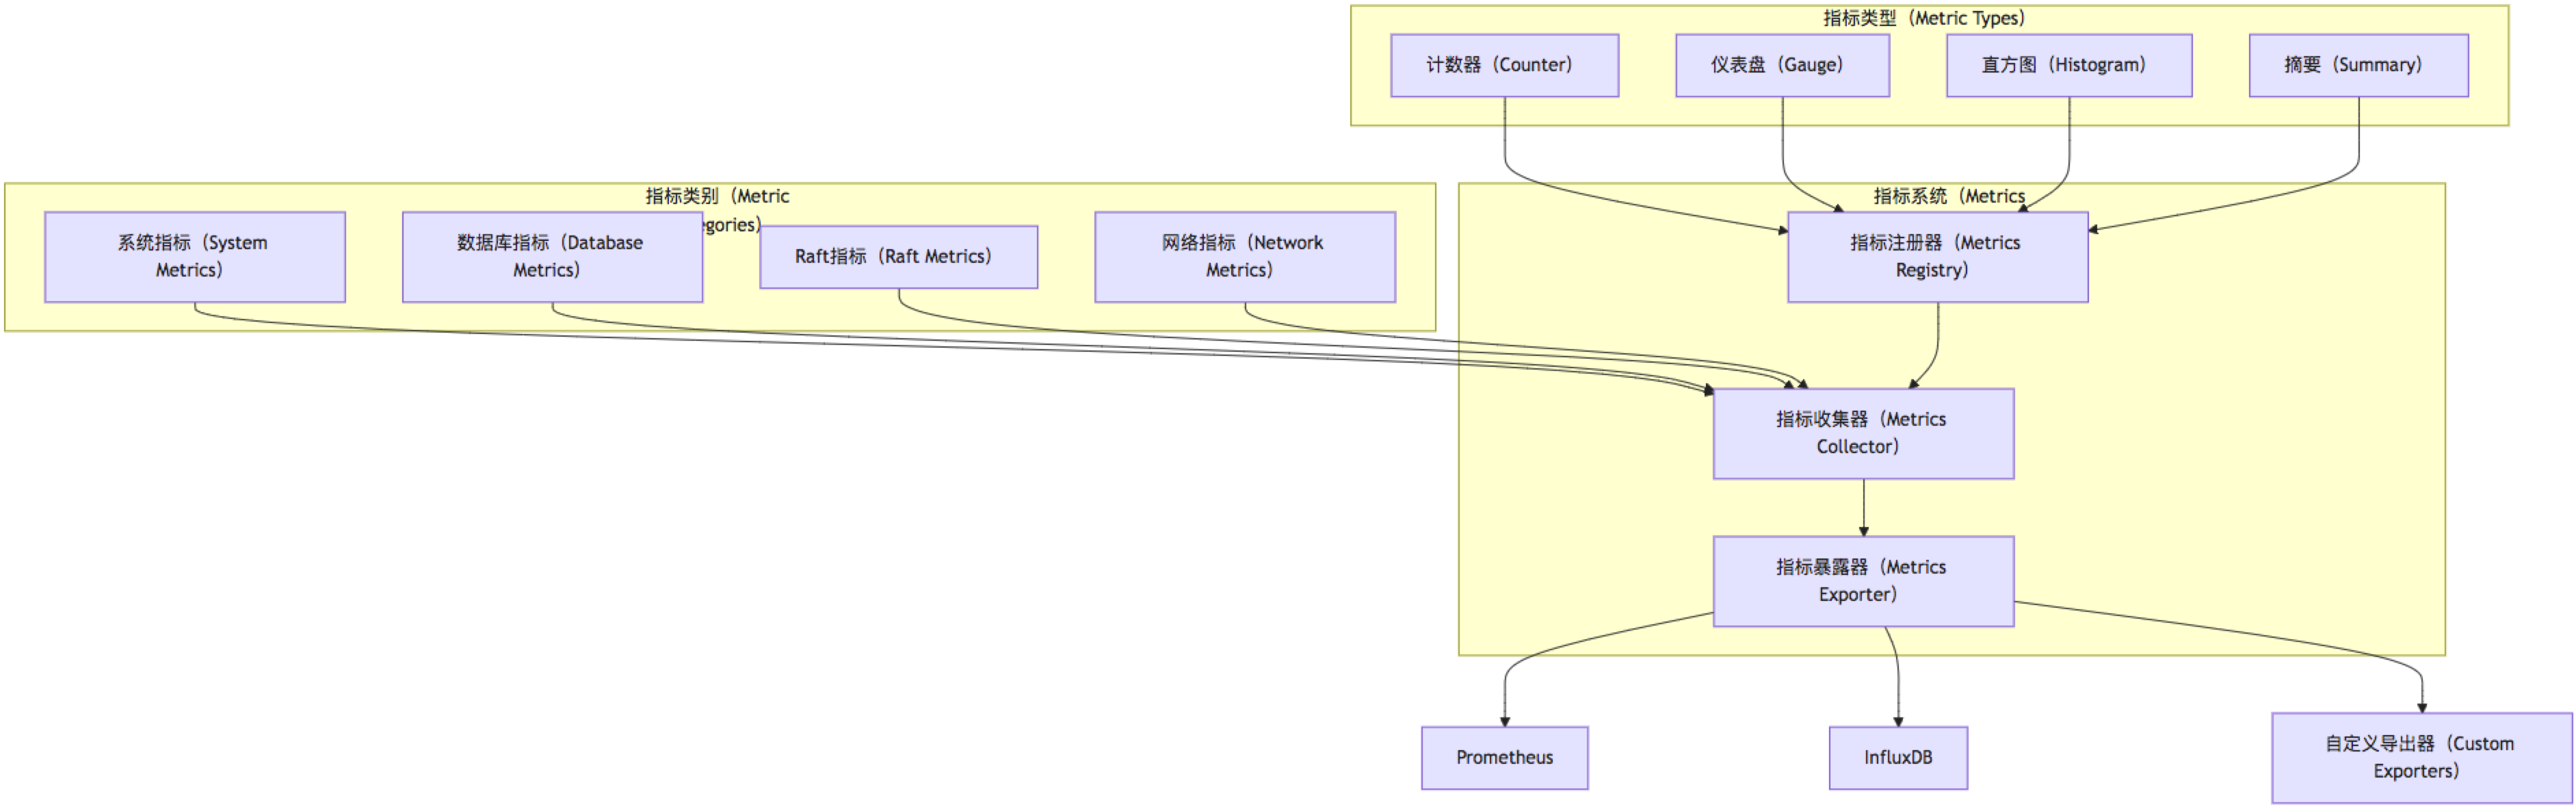 指标类型（Metric Types）
计数器（Counter）
仪表盘（Gauge）
直方图（Histogram）
摘要（Summary）
指标类别（Metric
egories）
系统指标（System
Metrics）
数据库指标（Database
Metrics）
Raft指标（Raft Metrics）
网络指标（Network
Metrics）
指标系统（Metrics
指标注册器（Metrics
Registry）
指标收集器（Metrics
Collector）
指标暴露器（Metrics
Exporter）
Prometheus
InfluxDB
自定义导出器（Custom
Exporters）